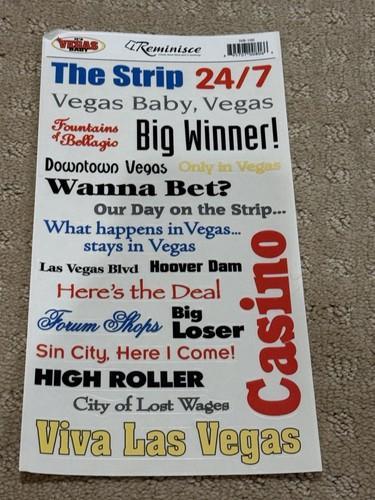 IT'S
VEGAS
BABY
Reminisce
The Strip 24/7
Vegas Baby, Vegas
Fountains of Bellagio
Big Winner!
Downtown Vegas
Only in Vegas
Wanna Bet?
Our Day on the Strip...
What happens in Vegas...
stays in Vegas
Las Vegas Blvd
Hoover Dam
Here's the Deal
Casino
Forum Shops
Big
Loser
Sin City, Here I Come!
HIGH ROLLER
City of Lost Wages
Viva Las Vegas